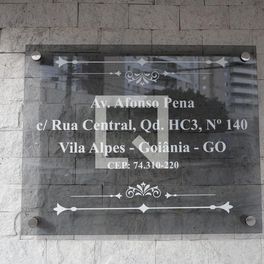 Av. Afonso Pena
c/ Rua Central, Qd. HC3, Nº 140
Vila Alpes - Goiânia - GO
CEP: 74.310-220